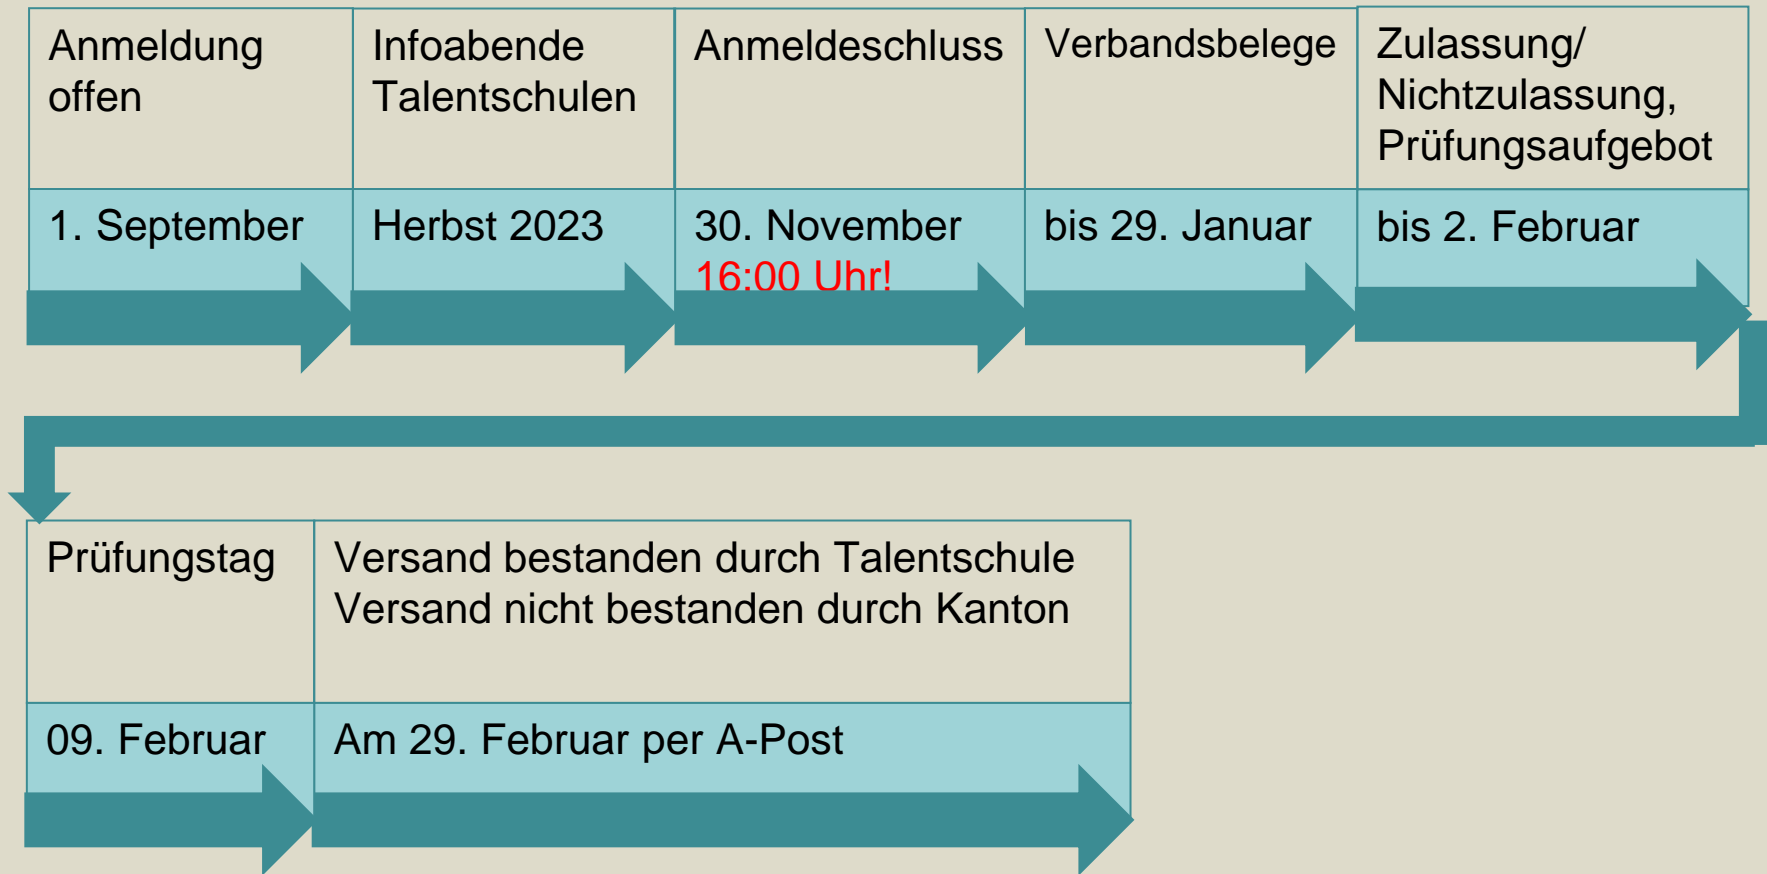 Anmeldung
offen
Infoabende
Talentschulen
Anmeldeschluss
Verbandsbelege
Zulassung/
Nichtzulassung,
Prüfungsaufgebot
1. September
Herbst 2023
30. November
16:00 Uhr!
bis 29. Januar
bis 2. Februar
Prüfungstag
Versand bestanden durch Talentschule
Versand nicht bestanden durch Kanton
09. Februar
Am 29. Februar per A-Post